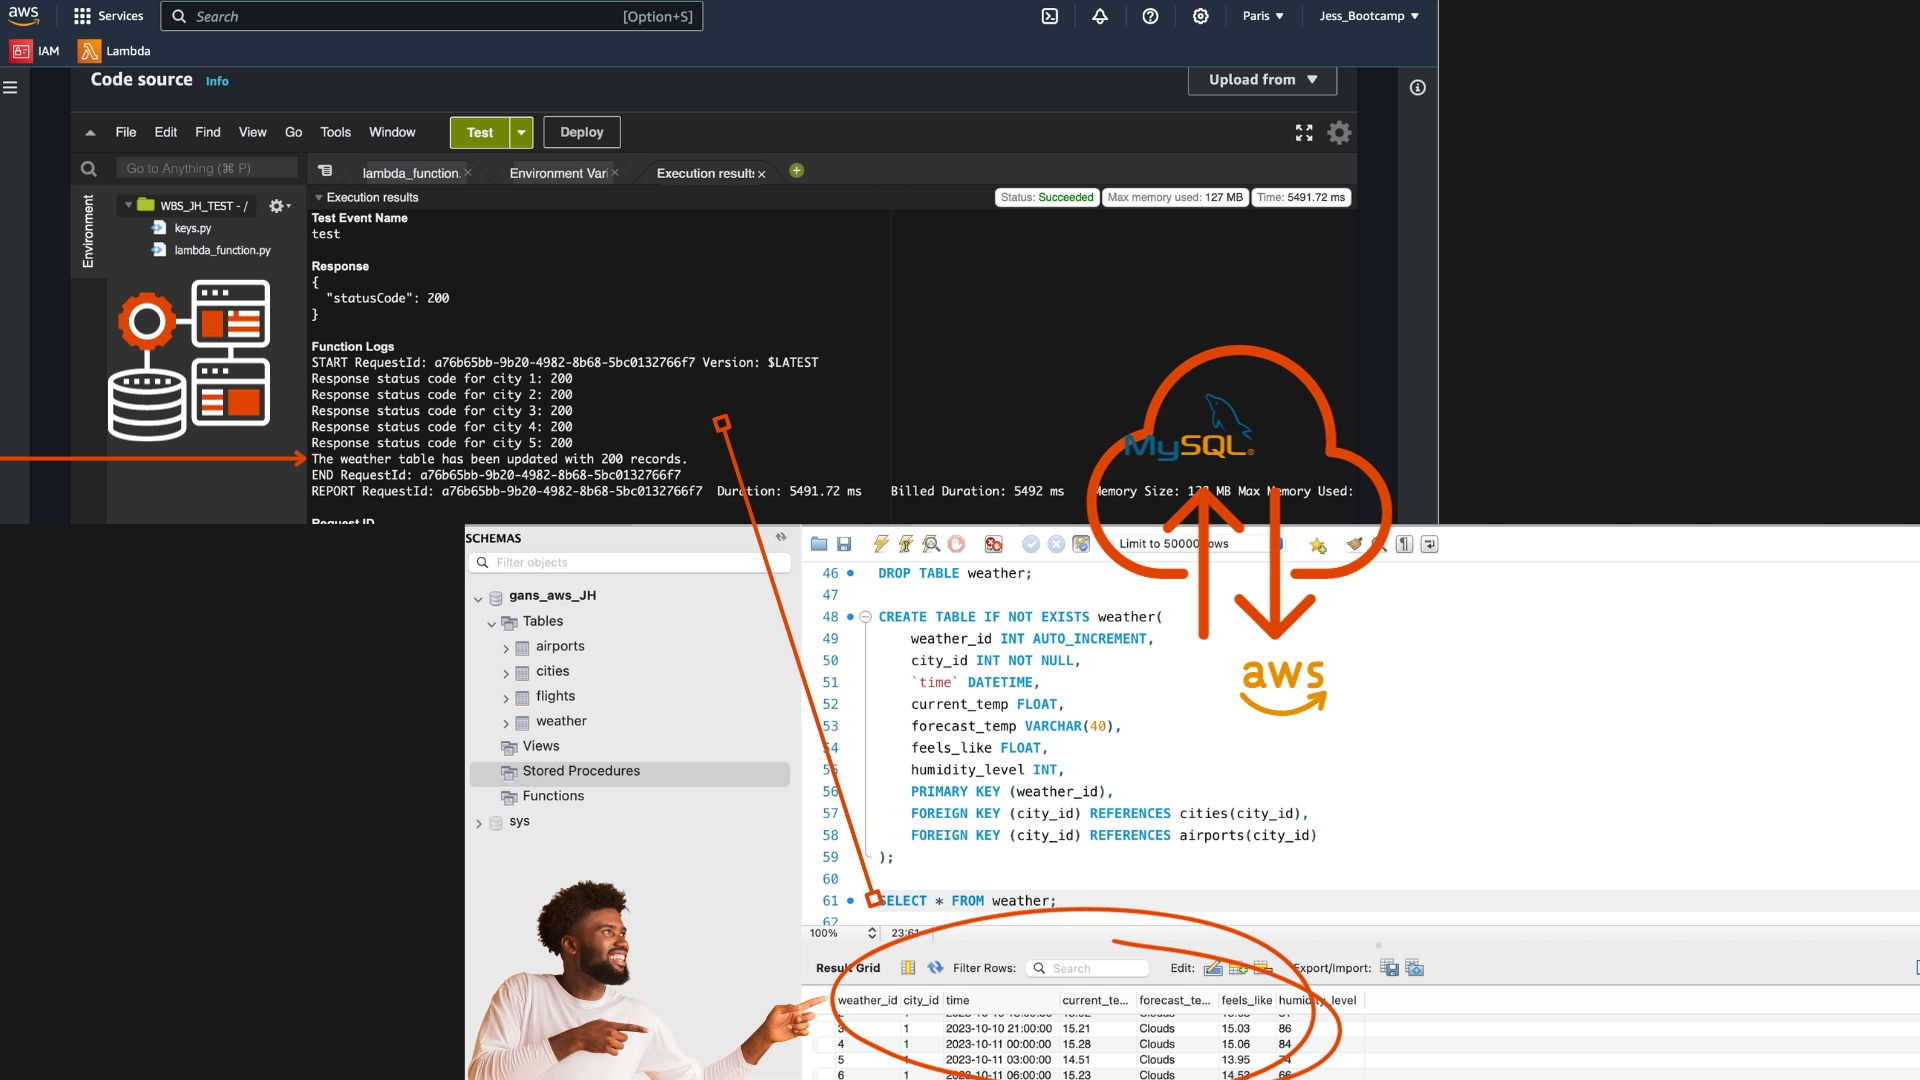 aws
Services
Search
[Option+S]
Paris
Jess_Bootcamp
IAM
Lambda
Code source Info
Upload from
File Edit Find View Go Tools Window
Test
Deploy
Go to Anything (⌘ P)
lambda_function.
Environment Vari
Execution results
Environment
WBS_JH_TEST - /
keys.py
lambda_function.py
Execution results
Status: Succeeded
Max memory used: 127 MB
Time: 5491.72 ms
Test Event Name
test
Response
{
"statusCode": 200
}
Function Logs
START RequestId: a76b65bb-9b20-4982-8b68-5bc0132766f7 Version: $LATEST
Response status code for city 1: 200
Response status code for city 2: 200
Response status code for city 3: 200
Response status code for city 4: 200
Response status code for city 5: 200
The weather table has been updated with 200 records.
END RequestId: a76b65bb-9b20-4982-8b68-5bc0132766f7
REPORT RequestId: a76b65bb-9b20-4982-8b68-5bc0132766f7 Duration: 5491.72 ms Billed Duration: 5492 ms Memory Size: MB Max Memory Used:
Request ID
MySQL
aws
SCHEMAS
Filter objects
gans_aws_JH
Tables
airports
cities
flights
weather
Views
Stored Procedures
Functions
sys
Limit to 50000 rows
46 DROP TABLE weather;
47
48 CREATE TABLE IF NOT EXISTS weather(
49 weather_id INT AUTO_INCREMENT,
50 city_id INT NOT NULL,
51 `time` DATETIME,
52 current_temp FLOAT,
53 forecast_temp VARCHAR(40),
54 feels_like FLOAT,
55 humidity_level INT,
56 PRIMARY KEY (weather_id),
57 FOREIGN KEY (city_id) REFERENCES cities(city_id),
58 FOREIGN KEY (city_id) REFERENCES airports(city_id)
59 );
60
61 SELECT * FROM weather;
62
100% 23:61
Result Grid Filter Rows: Search Edit: Export/Import:
weather_id city_id time current_te... forecast_te... feels_like humidity_level
3 1 2023-10-10 21:00:00 15.21 Clouds 15.03 86
4 1 2023-10-11 00:00:00 15.28 Clouds 15.06 84
5 1 2023-10-11 03:00:00 14.51 Clouds 13.95 74
6 1 2023-10-11 06:00:00 15.23 Clouds 14.52 66